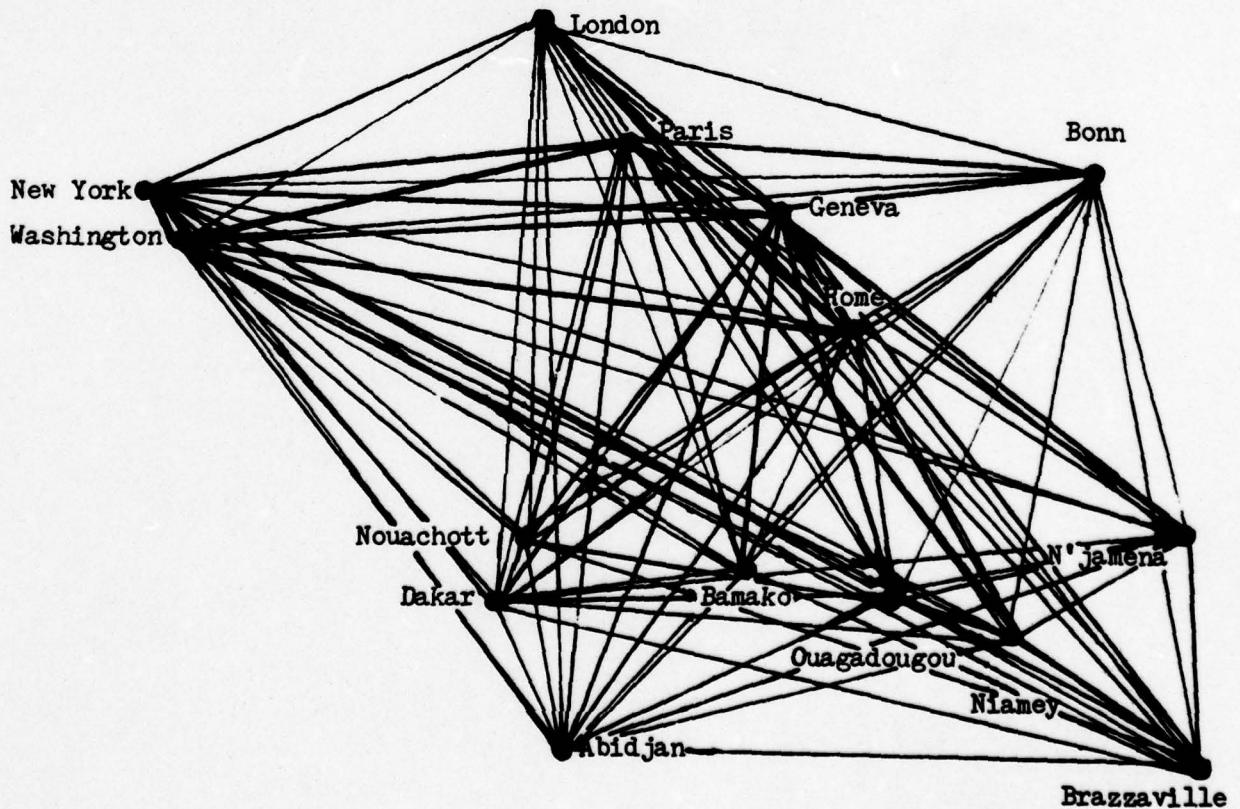 London
Paris
Bonn
New York
Geneva
Washington
Rome
Nouachott
N'jamena
Dakar
Bamako
Ouagadougou
Niamey
Abidjan
Brazzaville